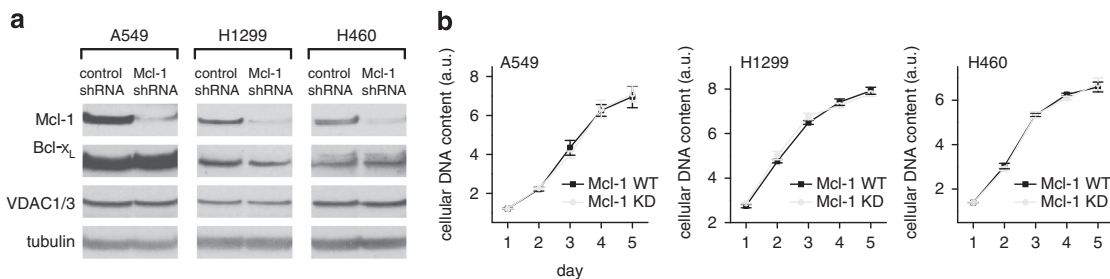 a
A549 H1299 H460
control shRNA Mcl-1 shRNA control shRNA Mcl-1 shRNA control shRNA Mcl-1 shRNA
Mcl-1
Bcl-xL
VDAC1/3
tubulin
b
cellular DNA content (a.u.)
A549
8
6
4
2
Mcl-1 WT
Mcl-1 KD
1 2 3 4 5
day
cellular DNA content (a.u.)
H1299
8
6
4
2
Mcl-1 WT
Mcl-1 KD
1 2 3 4 5
cellular DNA content (a.u.)
H460
6
4
2
Mcl-1 WT
Mcl-1 KD
1 2 3 4 5